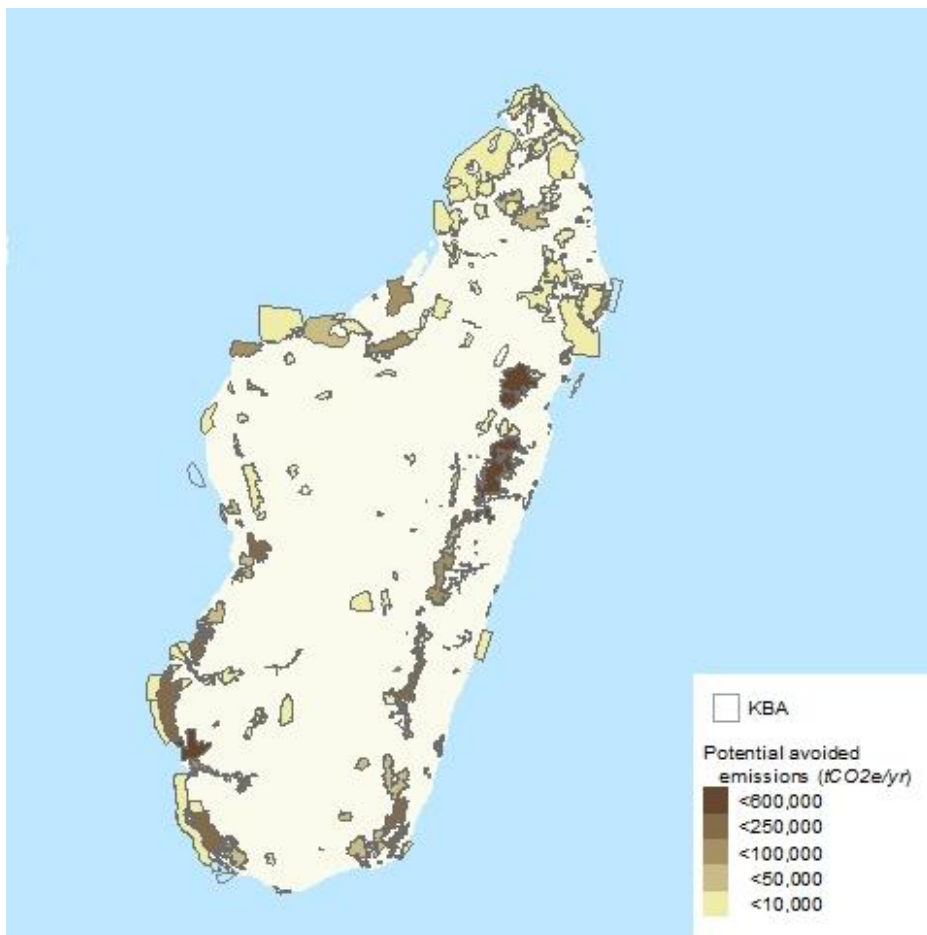 KBA
Potential avoided
emissions (tCO2e/yr)
<600,000
<250,000
<100,000
<50,000
<10,000